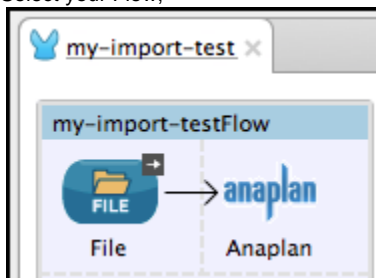 Select your Flow,
my-import-test
my-import-testFlow
FILE
anaplan
File
Anaplan